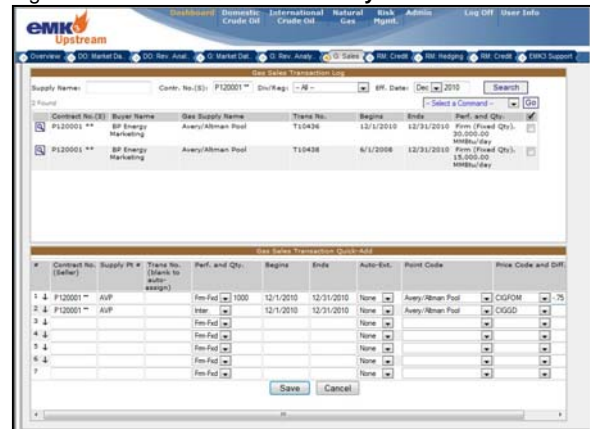 eMK3
Upstream
Dashboard Domestic Crude Oil International Crude Oil Natural Gas Risk Mgmt. Admin Log Off User Info
Overview DO: Market Da.. DO: Rev. Anal. G: Market Dat. G: Rev. Analy. G: Sales RM: Credit RM: Hedging RM: Credit EMK3 Support
Gas Sales Transaction Log
Supply Name: Contr. No.(S): P120001 ** Div/Reg: - All - Eff. Date: Dec 2010 Search
2 Found - Select a Command - Go
Contract No.(S) Buyer Name Gas Supply Name Trans No. Begins Ends Perf. and Qty.
P120001 ** BP Energy Marketing Avery/Altman Pool T10436 12/1/2010 12/31/2010 Firm (Fixed Qty), 30,000.00 MMBtu/day
P120001 ** BP Energy Marketing Avery/Altman Pool T10438 6/1/2008 12/31/2010 Firm (Fixed Qty), 15,000.00 MMBtu/day
Gas Sales Transaction Quick-Add
# Contract No. (Seller) Supply Pt # Trans No. (blank to auto-assign) Perf. and Qty. Begins Ends Auto-Ext. Point Code Price Code and Diff.
1 P120001 ** AVP Frm-Fxd 1000 12/1/2010 12/31/2010 None Avery/Altman Pool CIGFOM -.75
2 P120001 ** AVP Inter. 12/1/2010 12/31/2010 None Avery/Altman Pool CIGGD
3 Frm-Fxd None
4 Frm-Fxd None
5 Frm-Fxd None
6 Frm-Fxd None
7 Frm-Fxd None
Save Cancel